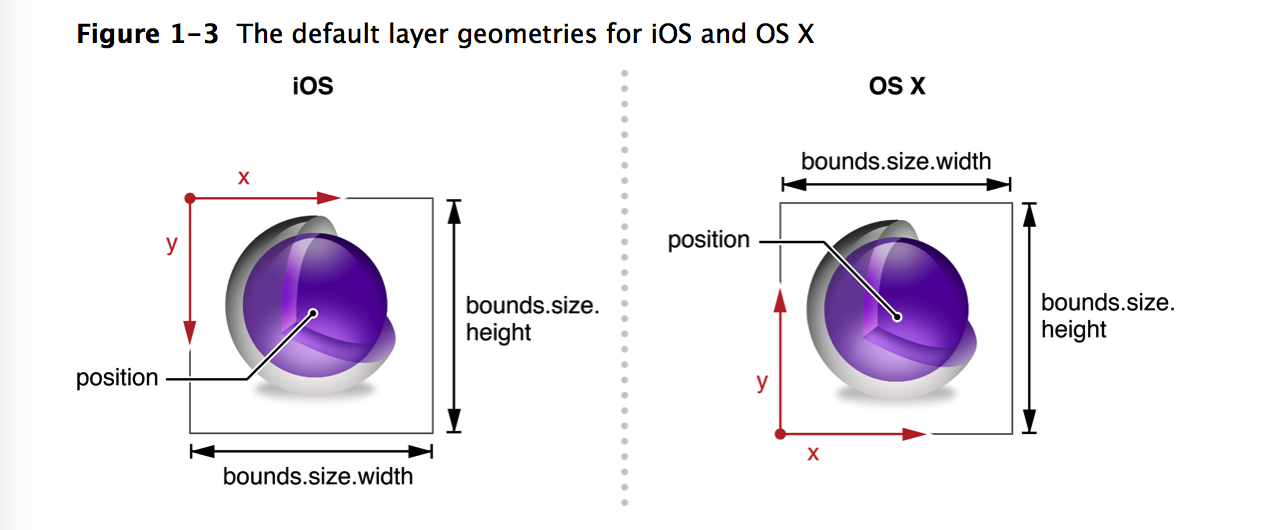 Figure 1-3 The default layer geometries for iOS and OS X
iOS
x
y
position
bounds.size.
height
bounds.size.width
OS X
bounds.size.width
position
bounds.size.
height
y
x